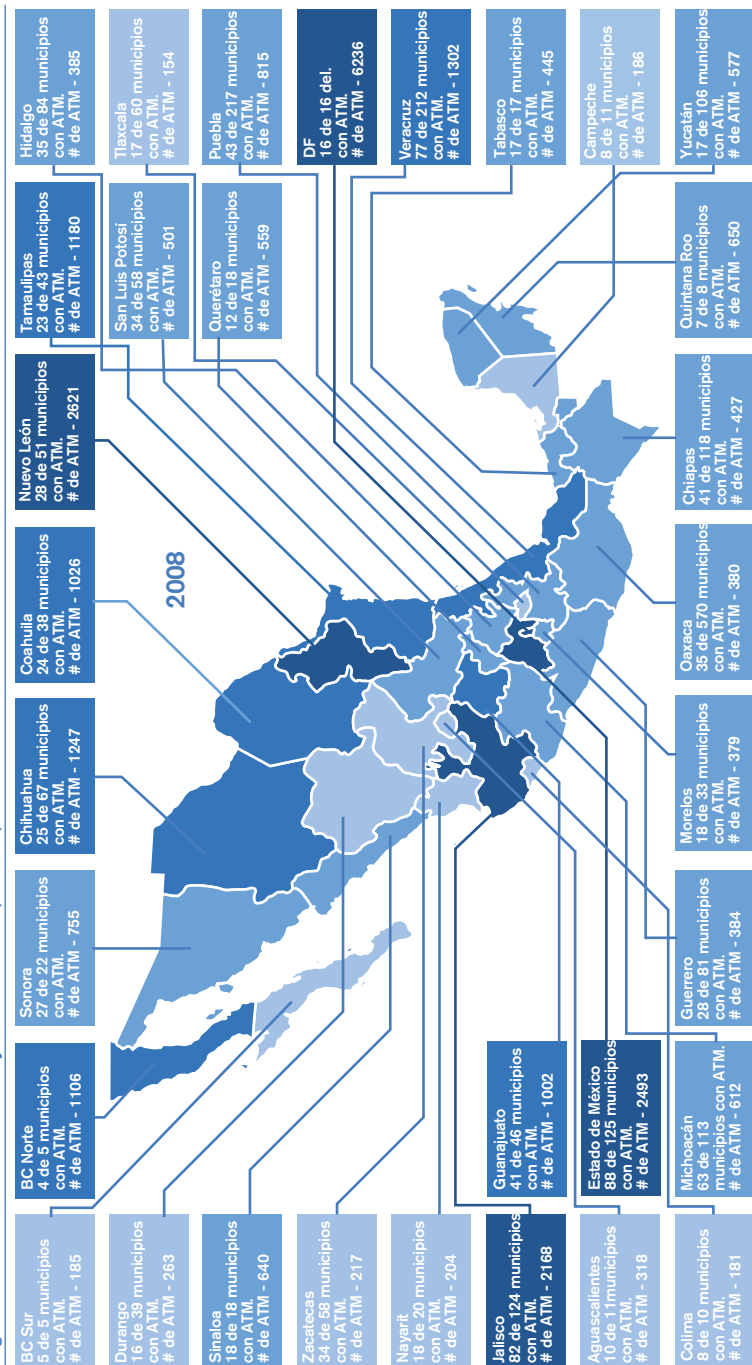 BC Sur
5 de 5 municipios
con ATM.
# de ATM - 185
BC Norte
4 de 5 municipios
con ATM.
# de ATM - 1106
Sonora
27 de 22 municipios
con ATM.
# de ATM - 755
Chihuahua
25 de 67 municipios
con ATM.
# de ATM - 1247
Coahuila
24 de 38 municipios
con ATM.
# de ATM - 1026
Nuevo León
28 de 51 municipios
con ATM.
# de ATM - 2621
Tamaulipas
23 de 43 municipios
con ATM.
# de ATM - 1180
Hidalgo
35 de 84 municipios
con ATM.
# de ATM - 385
Durango
16 de 39 municipios
con ATM.
# de ATM - 263
2008
San Luis Potosí
34 de 58 municipios
con ATM.
# de ATM - 501
Tlaxcala
17 de 60 municipios
con ATM.
# de ATM - 154
Sinaloa
18 de 18 municipios
con ATM.
# de ATM - 640
Querétaro
12 de 18 municipios
con ATM.
# de ATM - 559
Puebla
43 de 217 municipios
con ATM.
# de ATM - 815
Zacatecas
34 de 58 municipios
con ATM.
# de ATM - 217
DF
16 de 16 del.
con ATM.
# de ATM - 6236
Nayarit
18 de 20 municipios
con ATM.
# de ATM - 204
Veracruz
77 de 212 municipios
con ATM.
# de ATM - 1302
Jalisco
82 de 124 municipios
con ATM.
# de ATM - 2168
Guanajuato
41 de 46 municipios
con ATM.
# de ATM - 1002
Tabasco
17 de 17 municipios
con ATM.
# de ATM - 445
Aguascalientes
10 de 11municipios
con ATM.
# de ATM - 318
Estado de México
88 de 125 municipios
con ATM.
# de ATM - 2493
Campeche
8 de 11 municipios
con ATM.
# de ATM - 186
Colima
8 de 10 municipios
con ATM.
# de ATM - 181
Michoacán
63 de 113
municipios con ATM.
# de ATM - 612
Guerrero
28 de 81 municipios
con ATM.
# de ATM - 384
Morelos
18 de 33 municipios
con ATM.
# de ATM - 379
Oaxaca
35 de 570 municipios
con ATM.
# de ATM - 380
Chiapas
41 de 118 municipios
con ATM.
# de ATM - 427
Quintana Roo
7 de 8 municipios
con ATM.
# de ATM - 650
Yucatán
17 de 106 municipios
con ATM.
# de ATM - 577